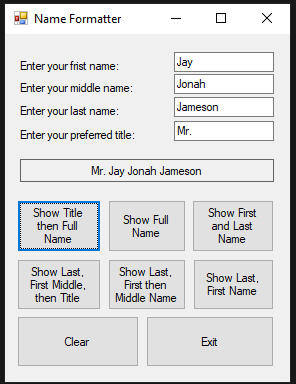 Name Formatter
Enter your frist name:
Jay
Enter your middle name:
Jonah
Enter your last name:
Jameson
Enter your preferred title:
Mr.
Mr. Jay Jonah Jameson
Show Title
then Full
Name
Show Full
Name
Show First
and Last
Name
Show Last,
First Middle,
then Title
Show Last,
First then
Middle Name
Show Last,
First Name
Clear
Exit